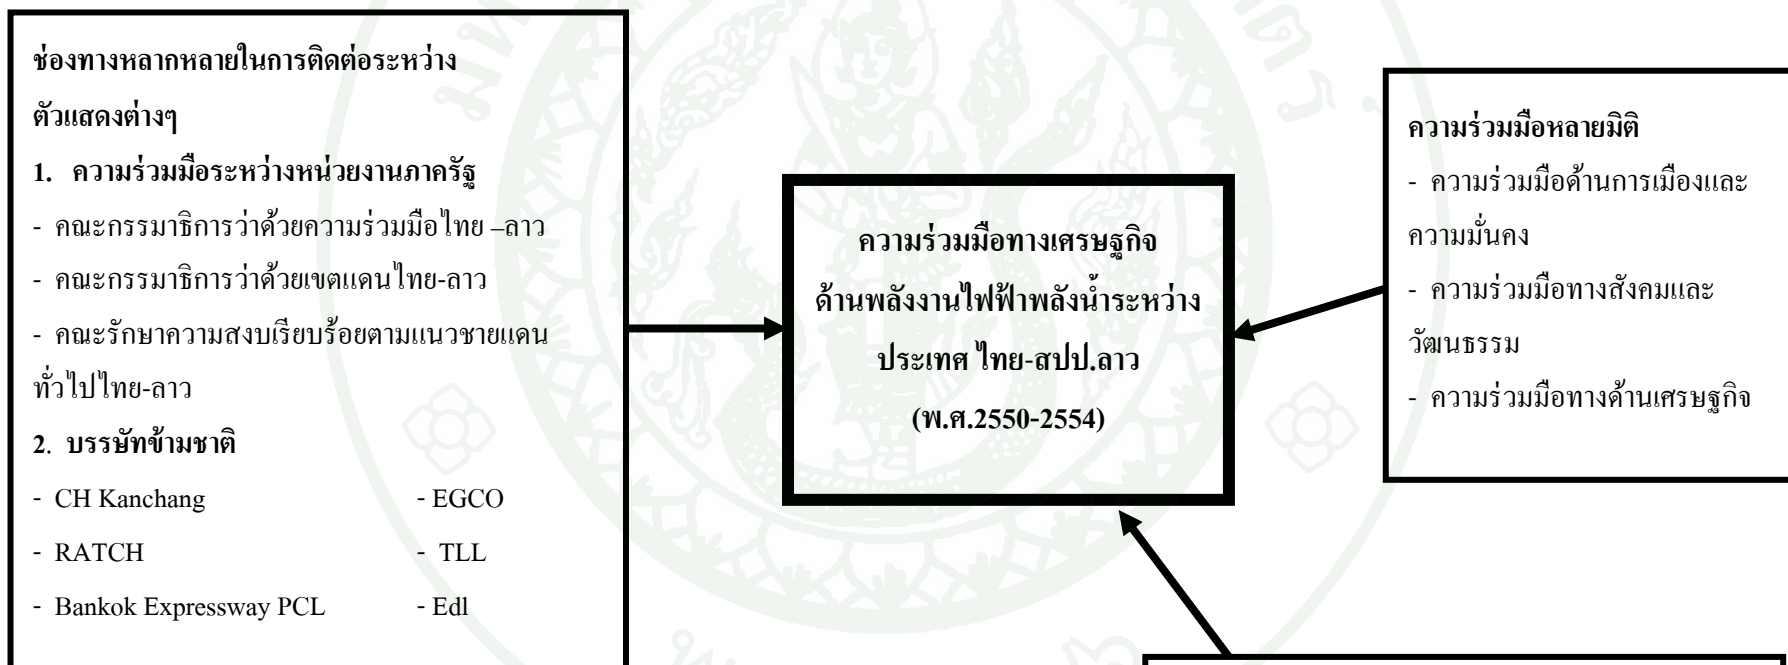 ช่องทางหลากหลายในการติดต่อระหว่าง
ตัวแสดงต่างๆ
1. ความร่วมมือระหว่างหน่วยงานภาครัฐ
- คณะกรรมาธิการว่าด้วยความร่วมมือไทย –ลาว
- คณะกรรมาธิการว่าด้วยเขตแดนไทย-ลาว
- คณะรักษาความสงบเรียบร้อยตามแนวชายแดน
ทั่วไปไทย-ลาว
2. บรรษัทข้ามชาติ
- CH Kanchang - EGCO
- RATCH - TLL
- Bankok Expressway PCL - Edl
ความร่วมมือทางเศรษฐกิจ
ด้านพลังงานไฟฟ้าพลังน้ำระหว่าง
ประเทศ ไทย-สปป.ลาว
(พ.ศ.2550-2554)
ความร่วมมือหลายมิติ
- ความร่วมมือด้านการเมืองและ
ความมั่นคง
- ความร่วมมือทางสังคมและ
วัฒนธรรม
- ความร่วมมือทางด้านเศรษฐกิจ